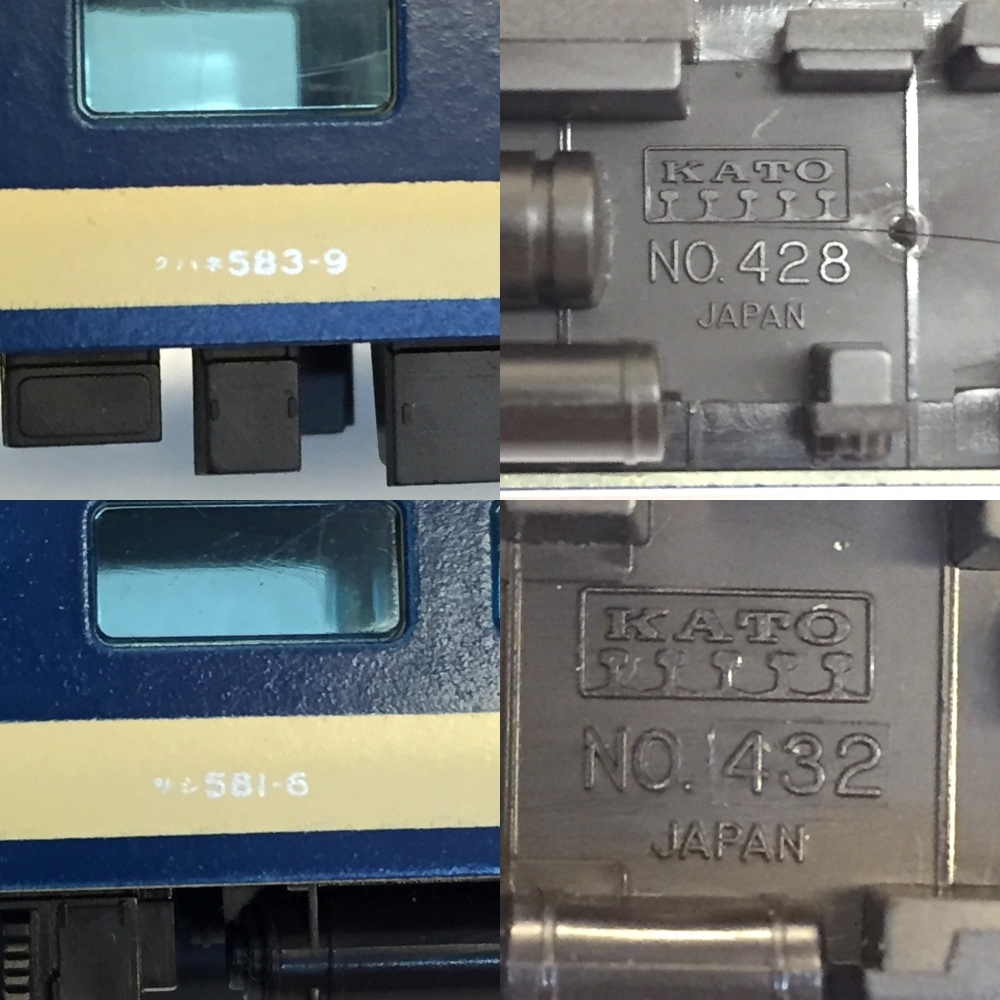 クハネ583-9
KATO
NO.428
JAPAN
サシ581-6
KATO
NO.432
JAPAN